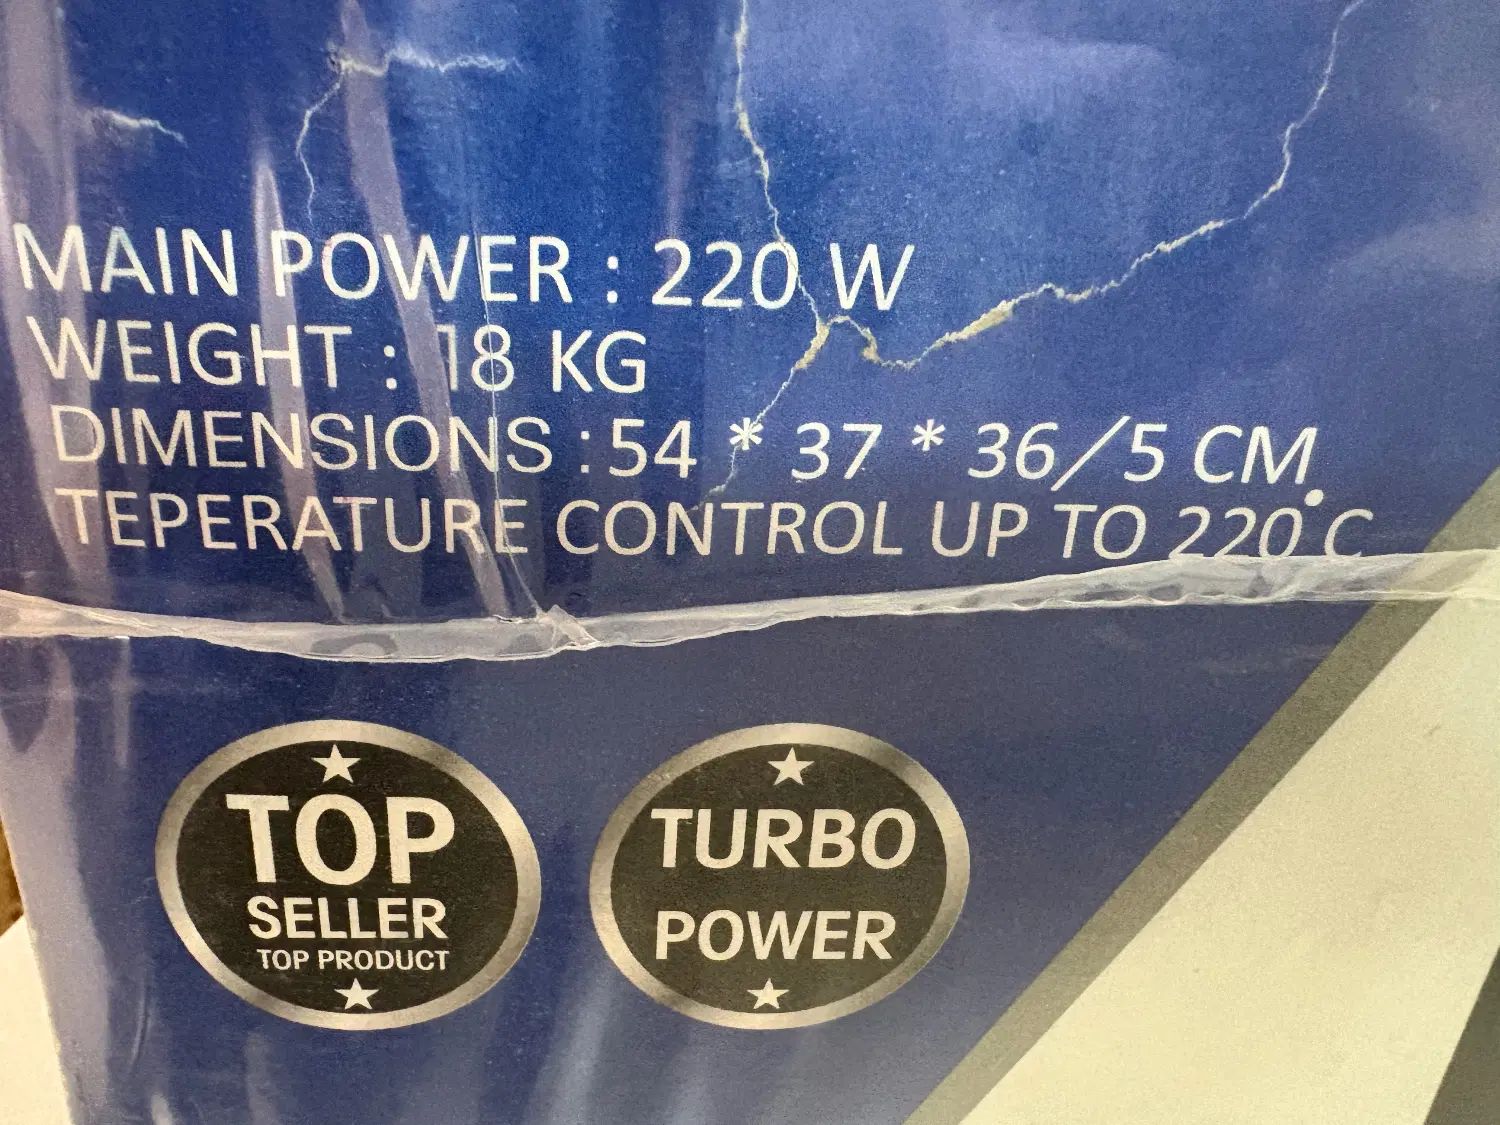 MAIN POWER : 220 W
WEIGHT : 18 KG
DIMENSIONS : 54 * 37 * 36/5 CM
TEPERATURE CONTROL UP TO 220°C
TOP
SELLER
TOP PRODUCT
TURBO
POWER